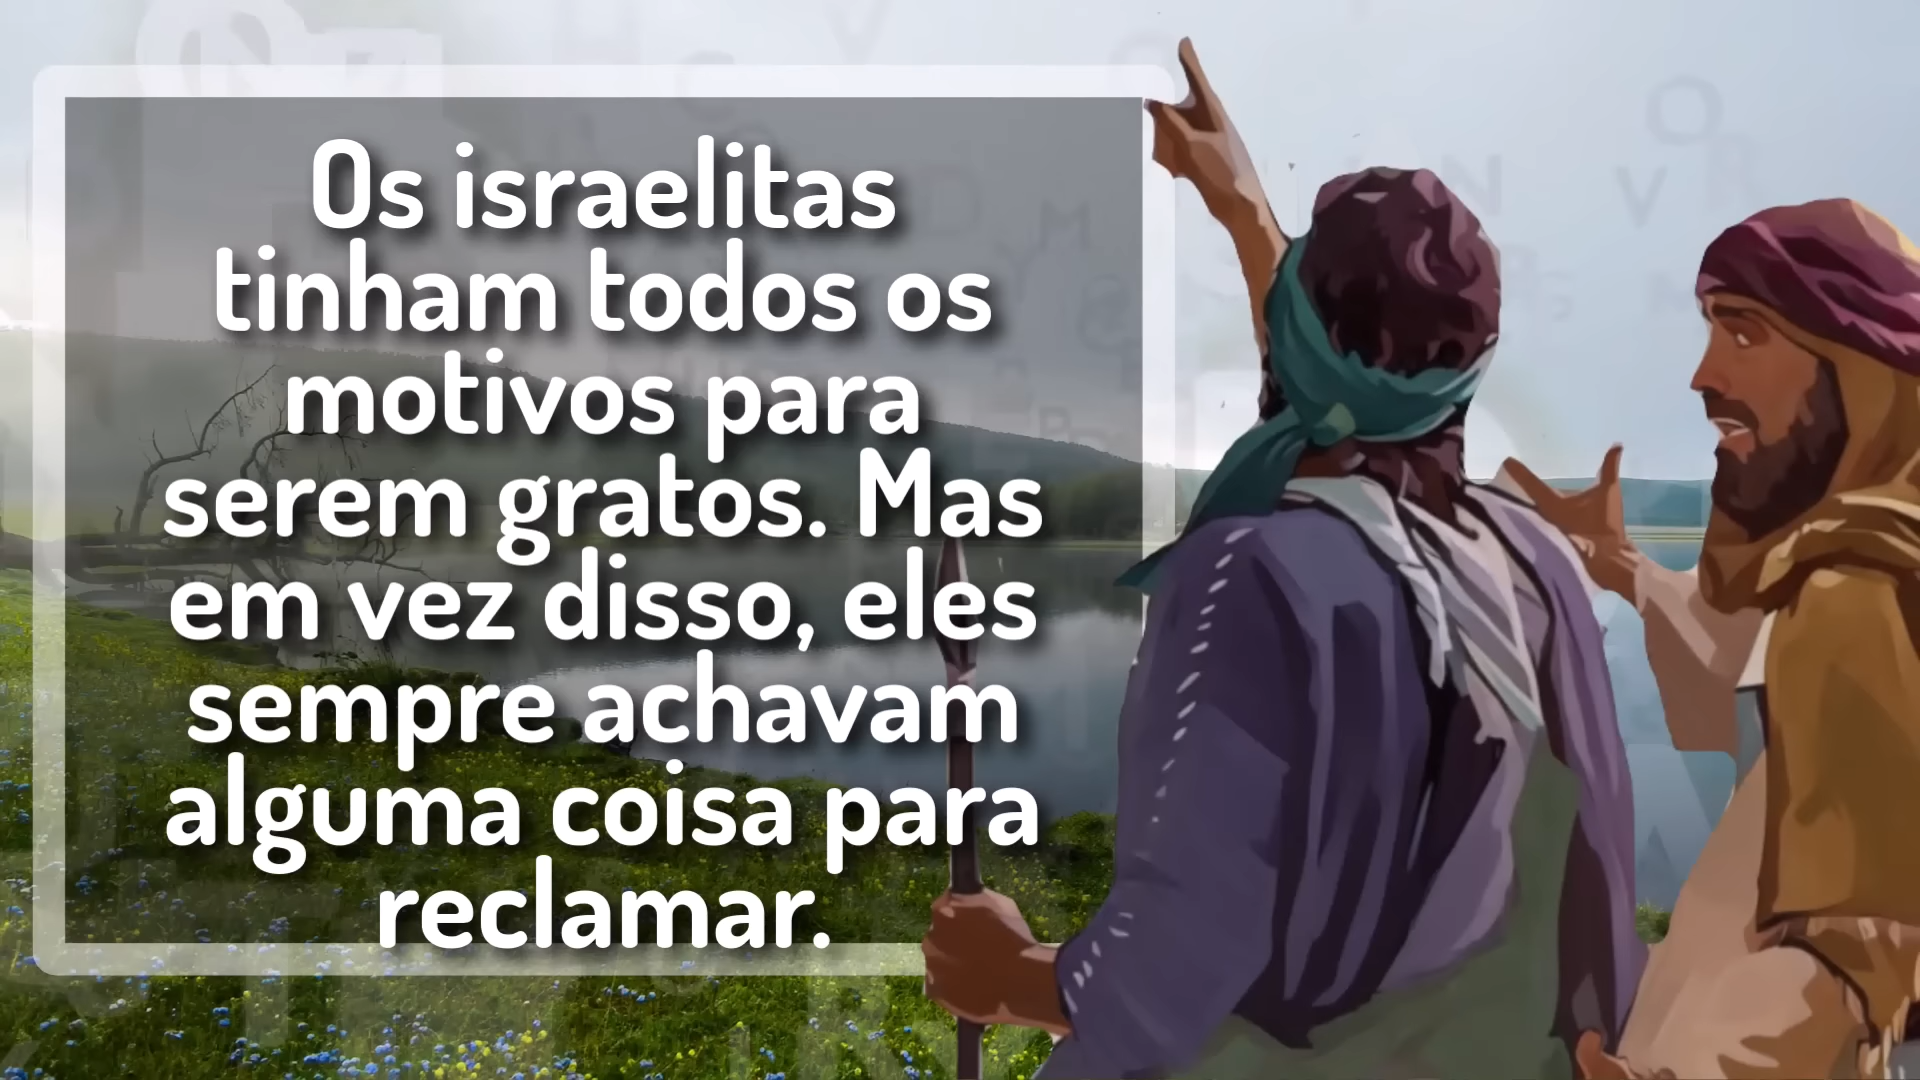 Os israelitas
tinham todos os
motivos para
serem gratos. Mas
em vez disso, eles
sempre achavam
alguma coisa para
reclamar.